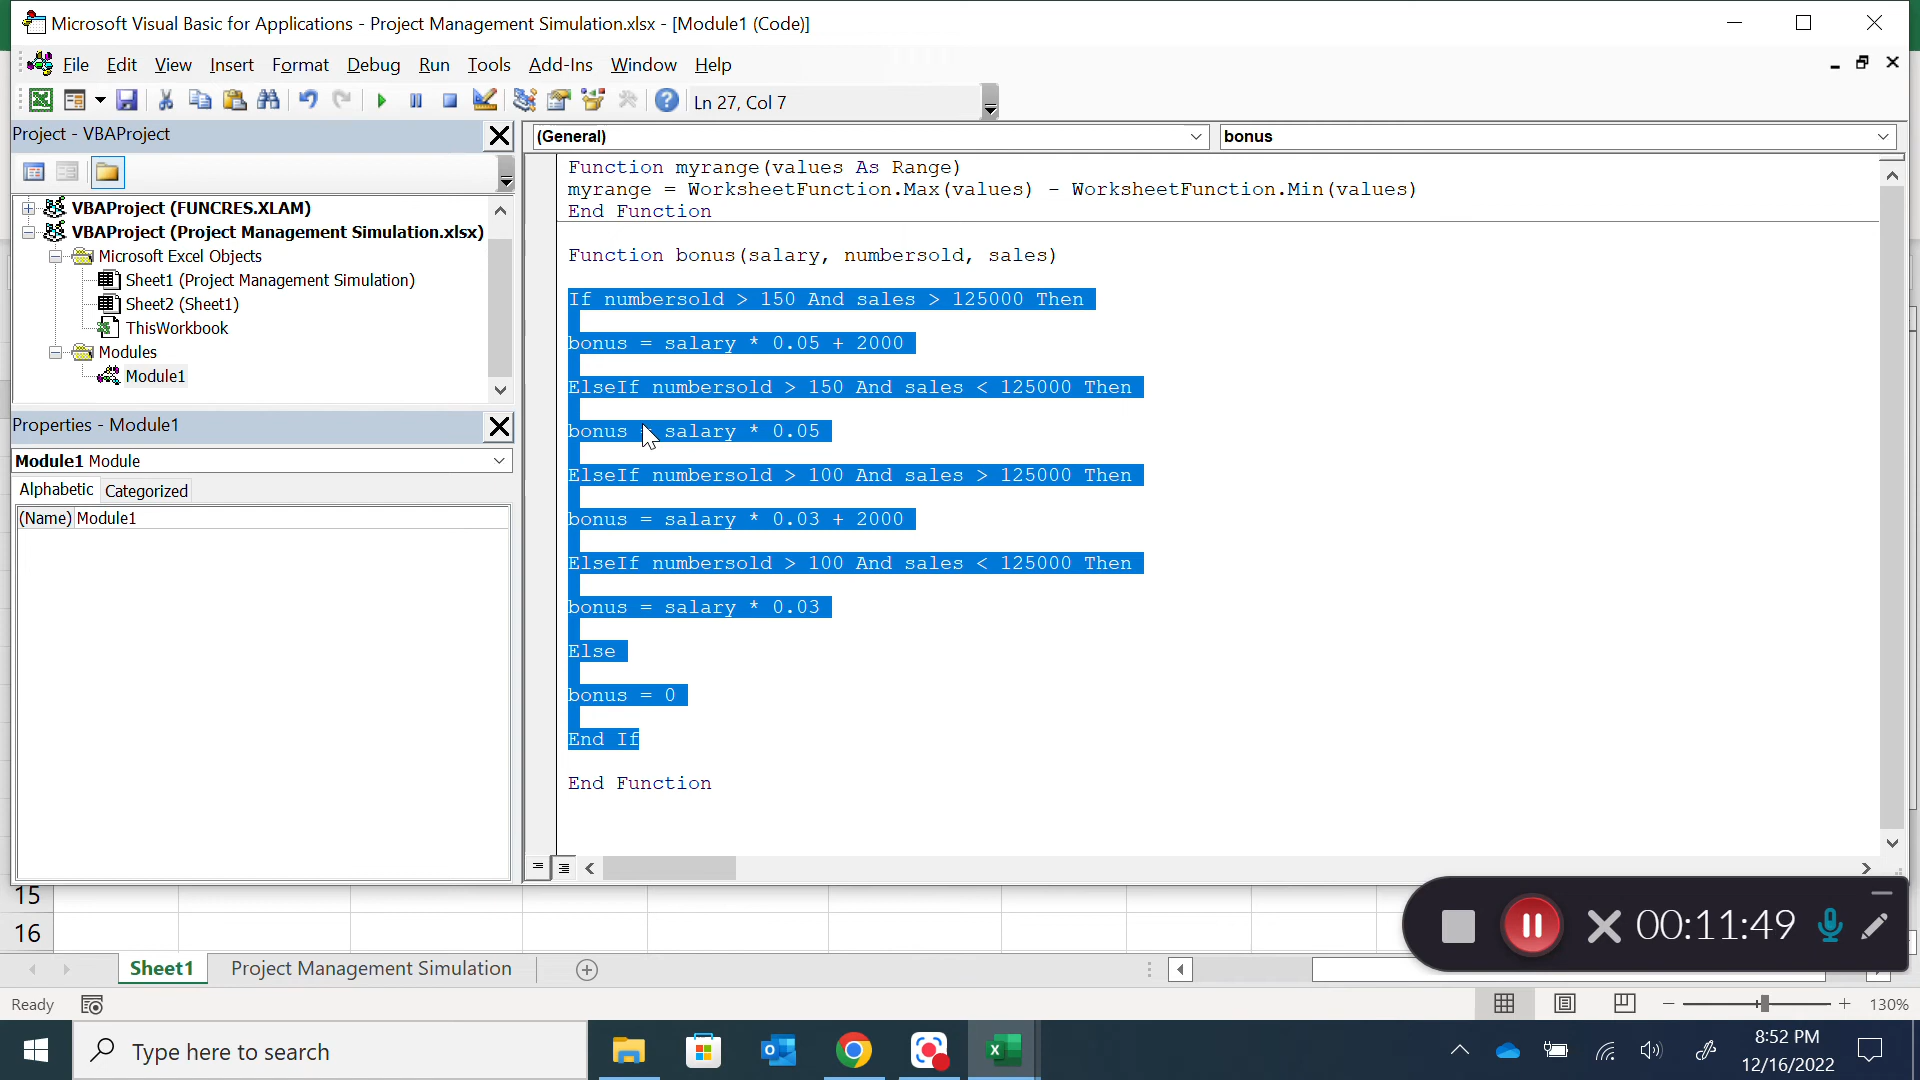 Microsoft Visual Basic for Applications - Project Management Simulation.xlsx - [Module1 (Code)]
File Edit View Insert Format Debug Run Tools Add-Ins Window Help
Ln 27, Col 7
Project - VBAProject
(General)
bonus
VBAProject (FUNCRES.XLAM)
VBAProject (Project Management Simulation.xlsx)
Microsoft Excel Objects
Sheet1 (Project Management Simulation)
Sheet2 (Sheet1)
ThisWorkbook
Modules
Module1
Properties - Module1
Module1 Module
Alphabetic Categorized
(Name) Module1
Function myrange(values As Range)
myrange = WorksheetFunction.Max(values) - WorksheetFunction.Min(values)
End Function
Function bonus(salary, numbersold, sales)
If numbersold > 150 And sales > 125000 Then
bonus = salary * 0.05 + 2000
ElseIf numbersold > 150 And sales < 125000 Then
bonus = salary * 0.05
ElseIf numbersold > 100 And sales > 125000 Then
bonus = salary * 0.03 + 2000
ElseIf numbersold > 100 And sales < 125000 Then
bonus = salary * 0.03
Else
bonus = 0
End If
End Function
15
16
00:11:49
Sheet1 Project Management Simulation
Ready
130%
Type here to search
8:52 PM
12/16/2022